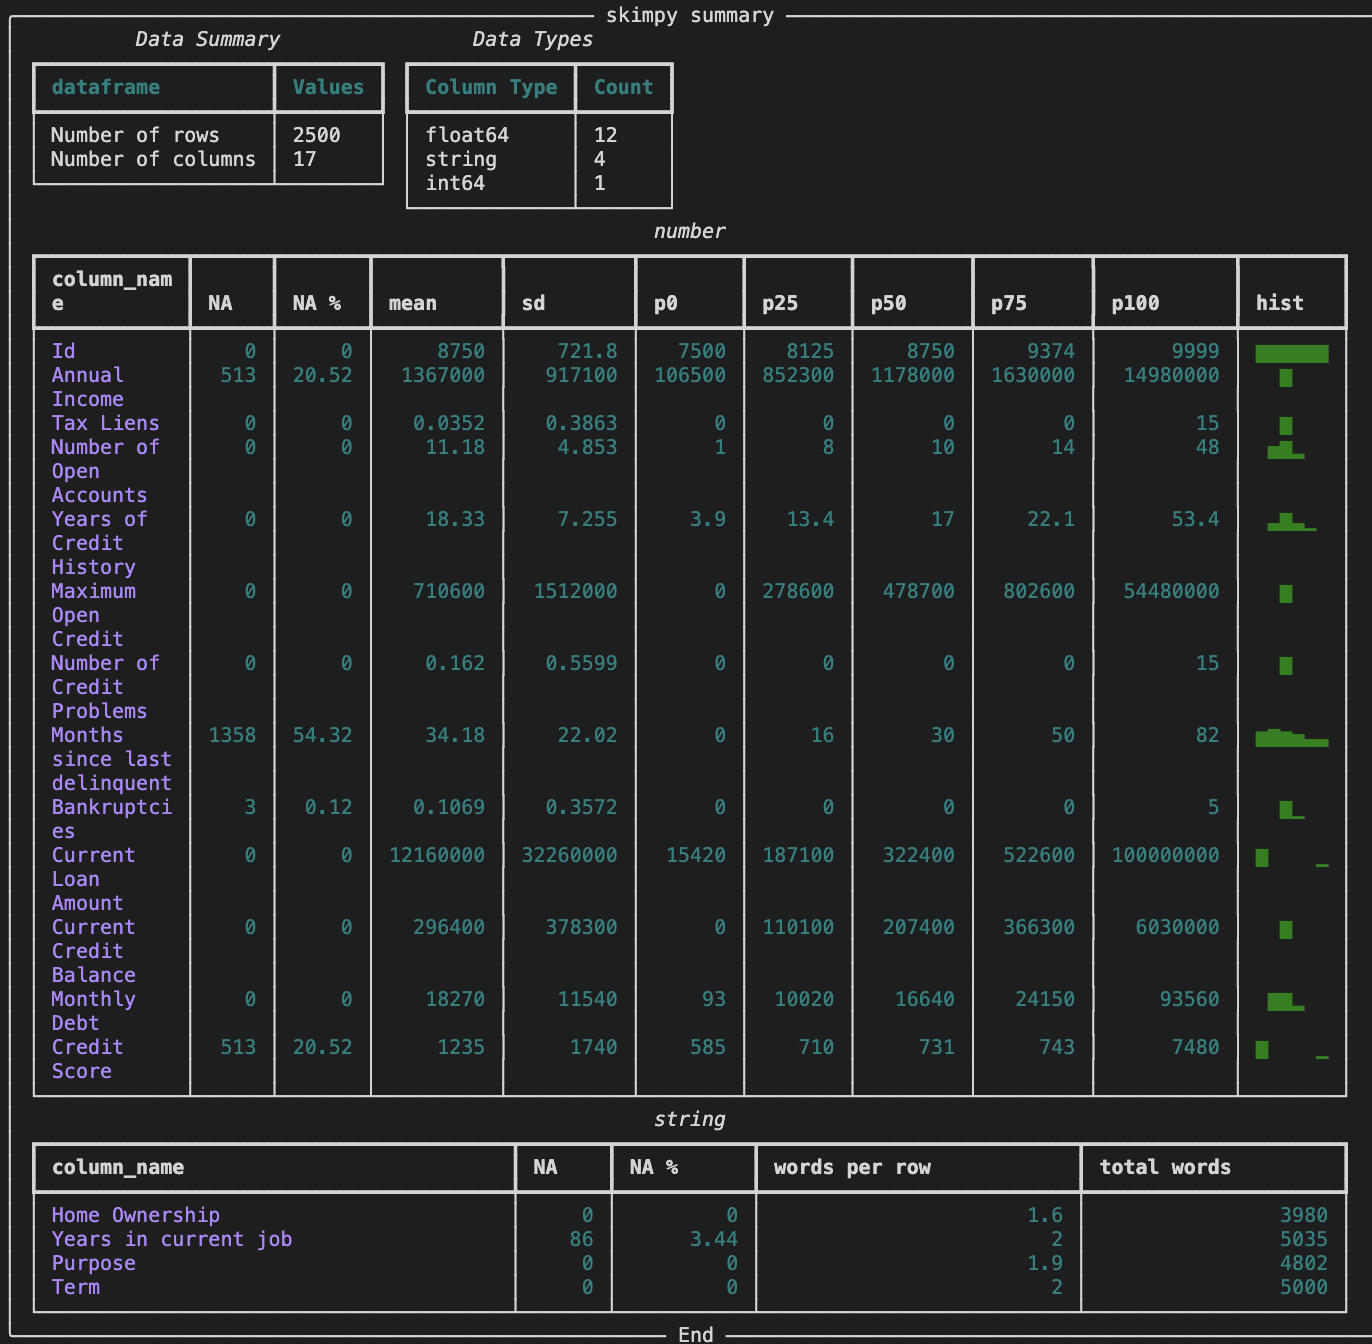 skimpy summary
Data Summary Data Types
dataframe Values Column Type Count
Number of rows 2500 float64 12
Number of columns 17 string 4
int64 1
number
column_nam
e NA NA % mean sd p0 p25 p50 p75 p100 hist
Id 0 0 8750 721.8 7500 8125 8750 9374 9999
Annual 513 20.52 1367000 917100 106500 852300 1178000 1630000 14980000
Income
Tax Liens 0 0 0.0352 0.3863 0 0 0 0 15
Number of 0 0 11.18 4.853 1 8 10 14 48
Open
Accounts
Years of 0 0 18.33 7.255 3.9 13.4 17 22.1 53.4
Credit
History
Maximum 0 0 710600 1512000 0 278600 478700 802600 54480000
Open
Credit
Number of 0 0 0.162 0.5599 0 0 0 0 15
Credit
Problems
Months 1358 54.32 34.18 22.02 0 16 30 50 82
since last
delinquent
Bankruptci 3 0.12 0.1069 0.3572 0 0 0 0 5
es
Current 0 0 12160000 32260000 15420 187100 322400 522600 100000000
Loan
Amount
Current 0 0 296400 378300 0 110100 207400 366300 6030000
Credit
Balance
Monthly 0 0 18270 11540 93 10020 16640 24150 93560
Debt
Credit 513 20.52 1235 1740 585 710 731 743 7480
Score
string
column_name NA NA % words per row total words
Home Ownership 0 0 1.6 3980
Years in current job 86 3.44 2 5035
Purpose 0 0 1.9 4802
Term 0 0 2 5000
End